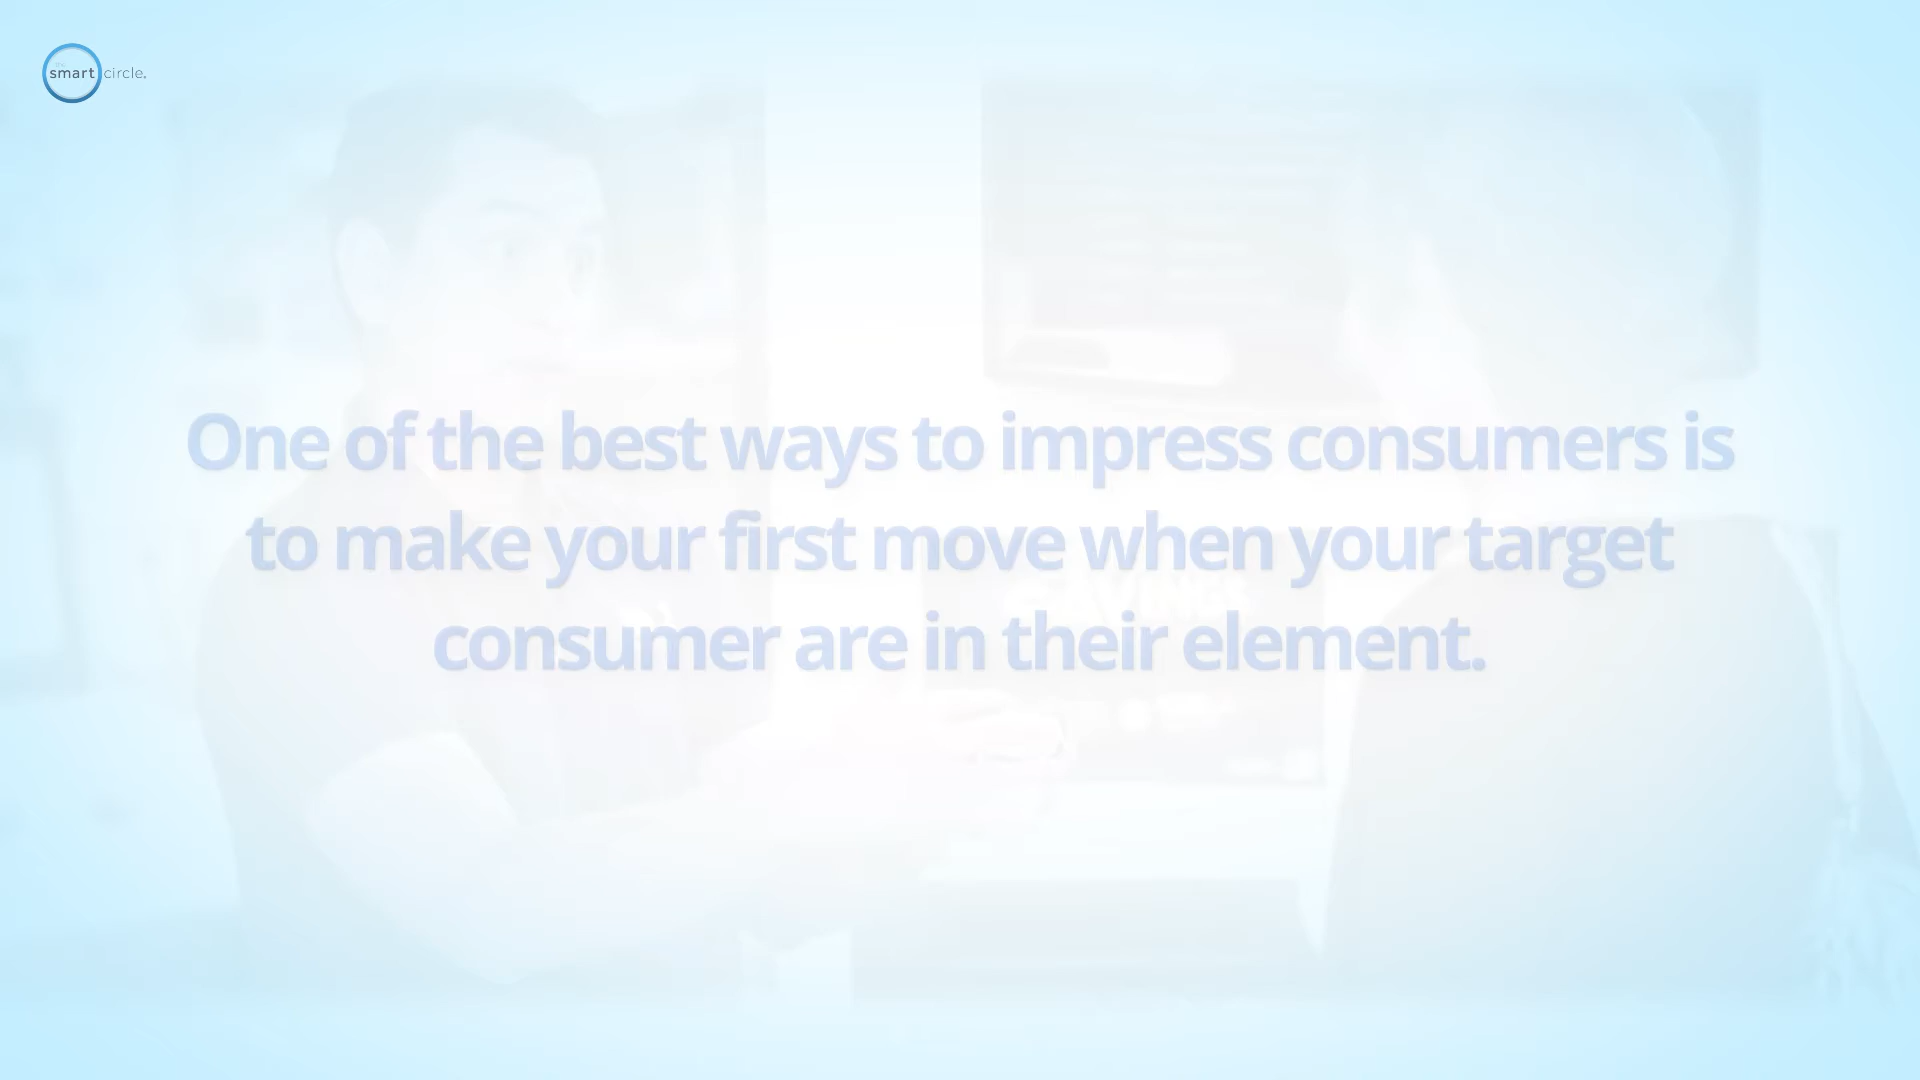 smart circle.
One of the best ways to impress consumers is
to make your first move when your target
consumer are in their element.
SAVINGS